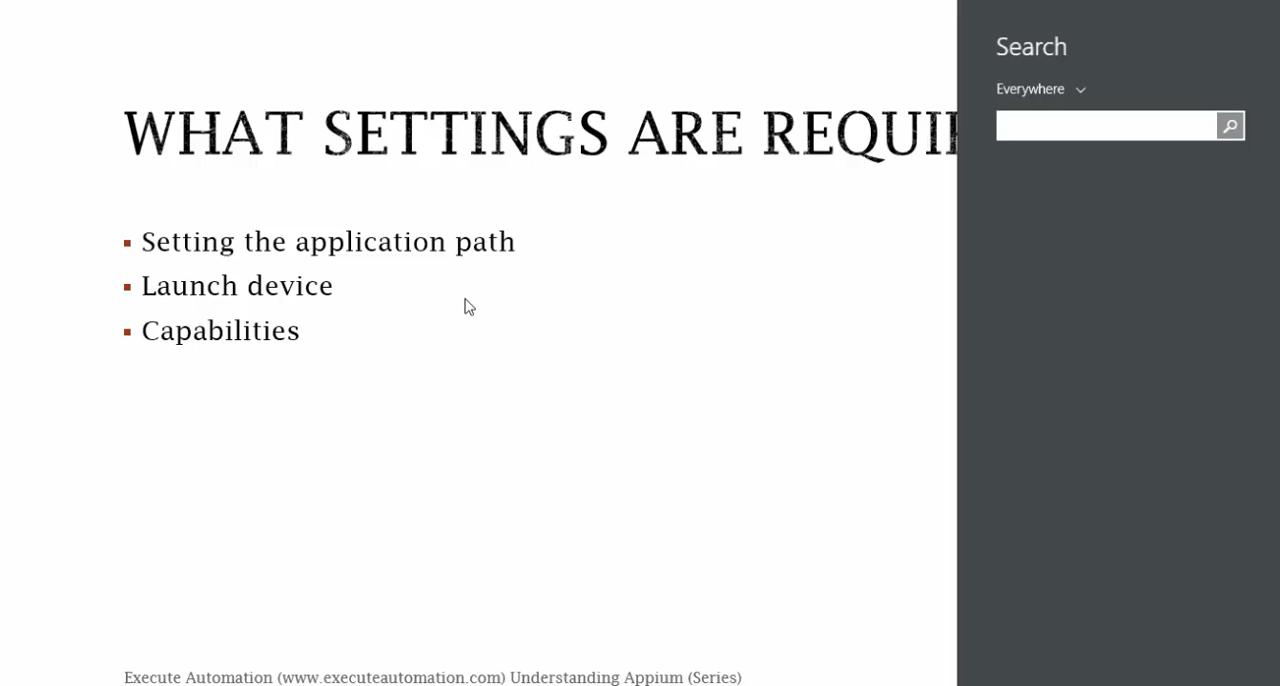 WHAT SETTINGS ARE
Setting the application path
Launch device
Capabilities
Execute Automation (www.executeautomation.com) Understanding Appium (Series)
Search
Everywhere